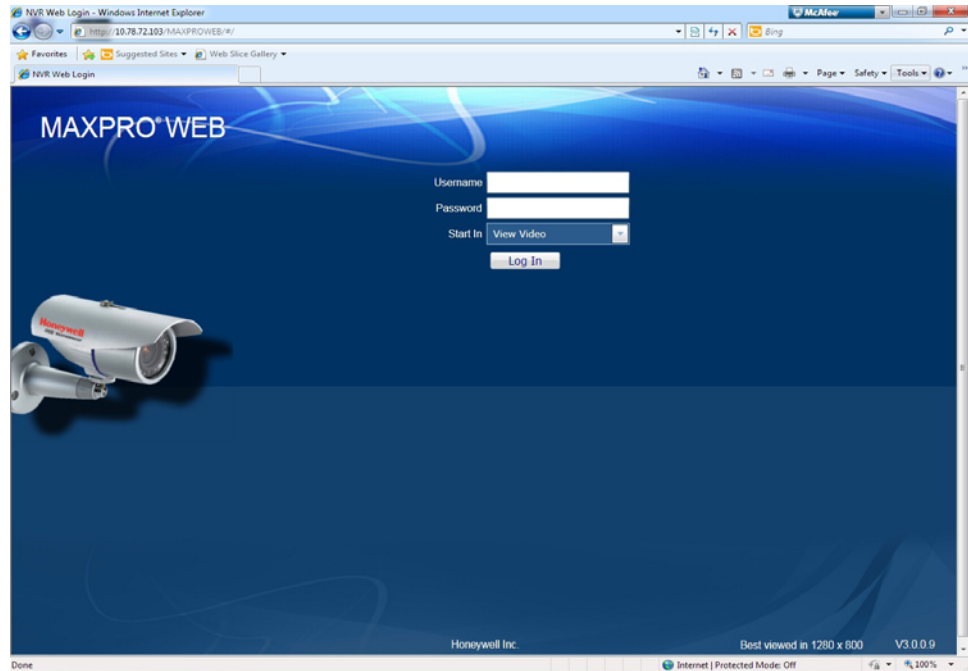 NVR Web Login - Windows Internet Explorer
McAfee
http://10.78.72.103/MAXPROWEB/#/
Bing
Favorites
Suggested Sites
Web Slice Gallery
NVR Web Login
Page
Safety
Tools
MAXPRO® WEB
Username
Password
Start In
View Video
Log In
Honeywell
Honeywell Inc.
Best viewed in 1280 x 800
V3.0.0.9
Done
Internet | Protected Mode: Off
100%